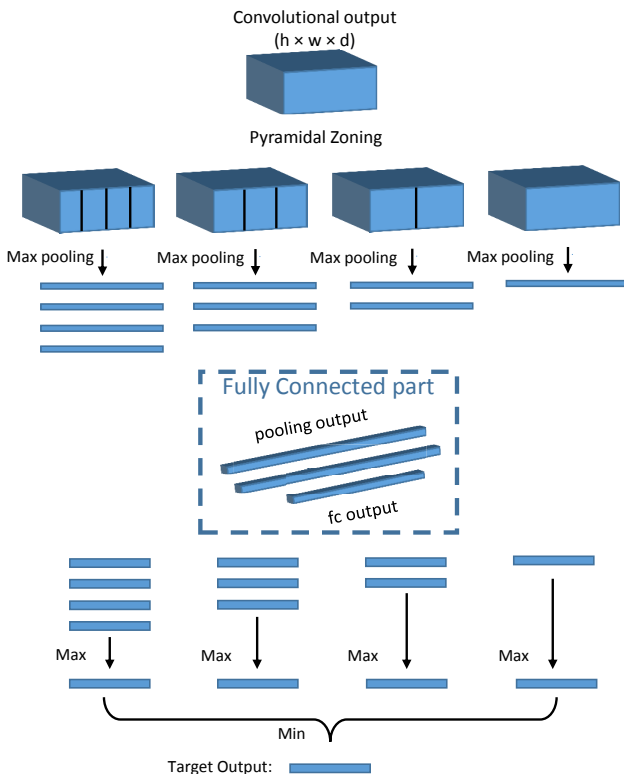 Convolutional output
(h × w × d)
Pyramidal Zoning
Max pooling Max pooling Max pooling Max pooling
Fully Connected part
pooling output
fc output
Max Max Max Max
Min
Target Output: